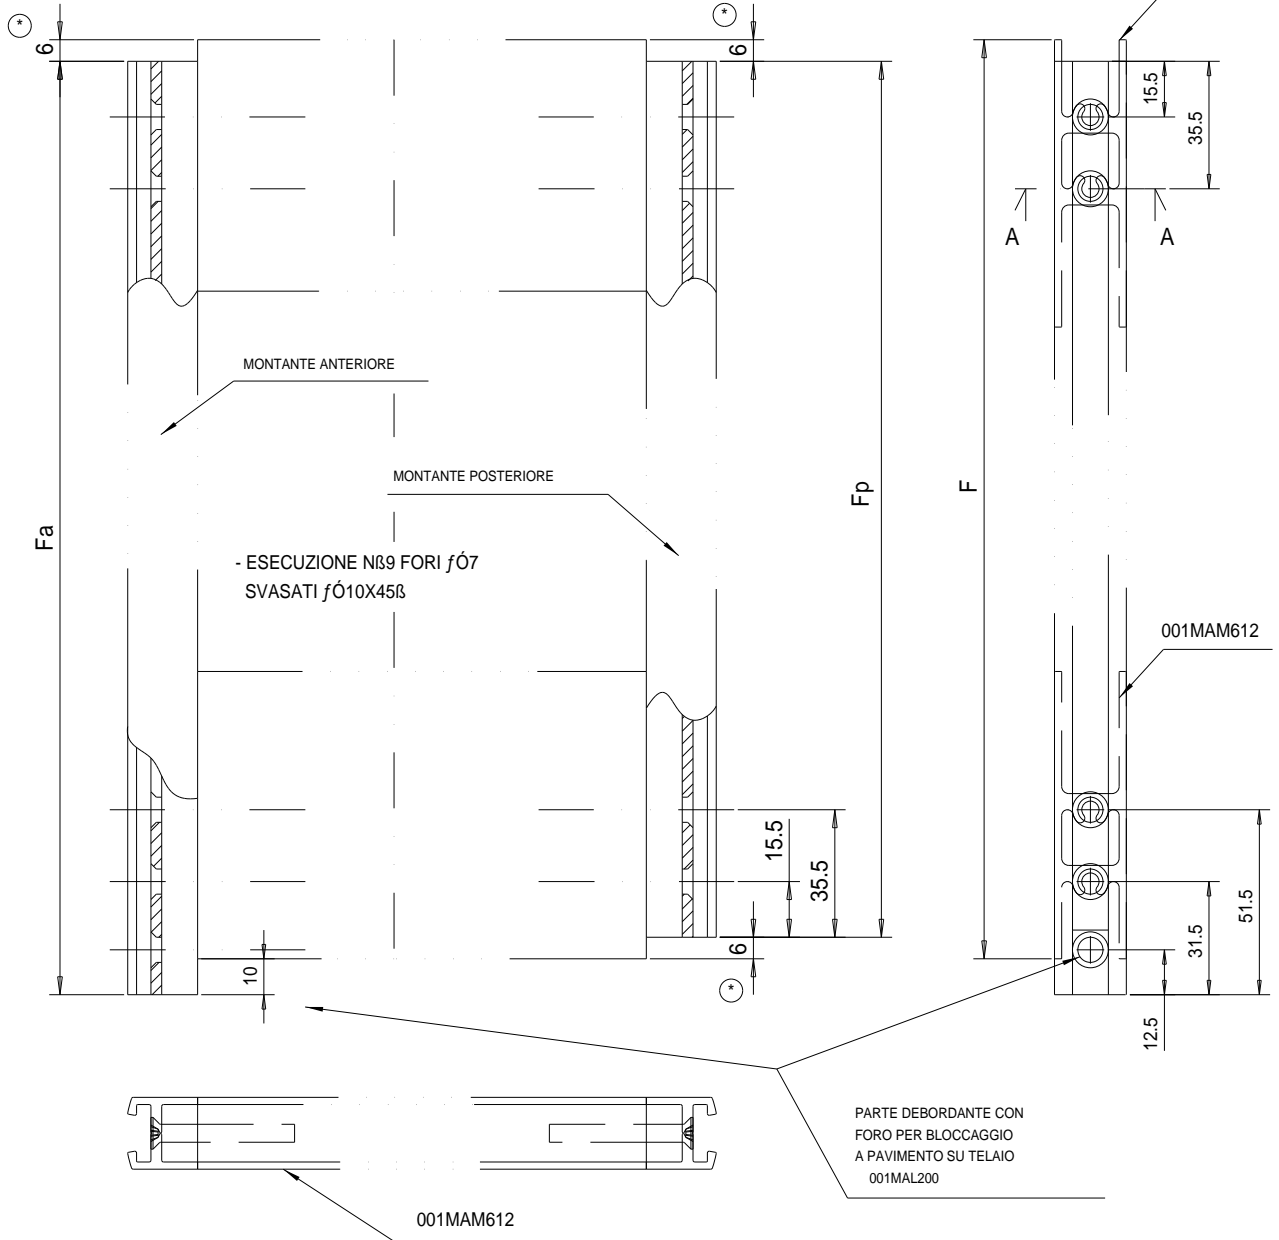 *
*
6
6
15.5
35.5
A
A
MONTANTE ANTERIORE
MONTANTE POSTERIORE
Fa
Fp
F
- ESECUZIONE Nß9 FORI ƒÓ7
SVASATI ƒÓ10X45ß
001MAM612
15.5
35.5
6
10
*
51.5
31.5
12.5
PARTE DEBORDANTE CON
FORO PER BLOCCAGGIO
A PAVIMENTO SU TELAIO
001MAL200
001MAM612